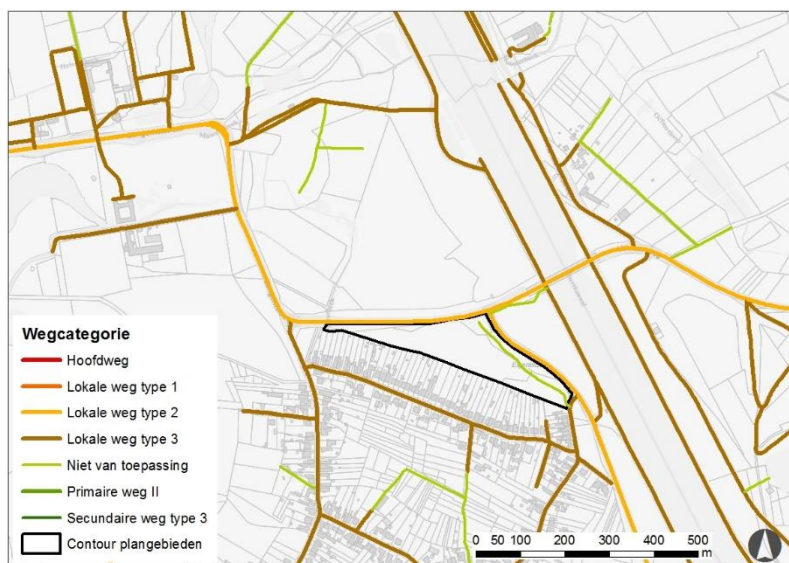 Wegcategorie
Hoofdweg
Lokale weg type 1
Lokale weg type 2
Lokale weg type 3
Niet van toepassing
Primaire weg II
Secundaire weg type 3
Contour plangebieden
0 50 100 200 300 400 500
m